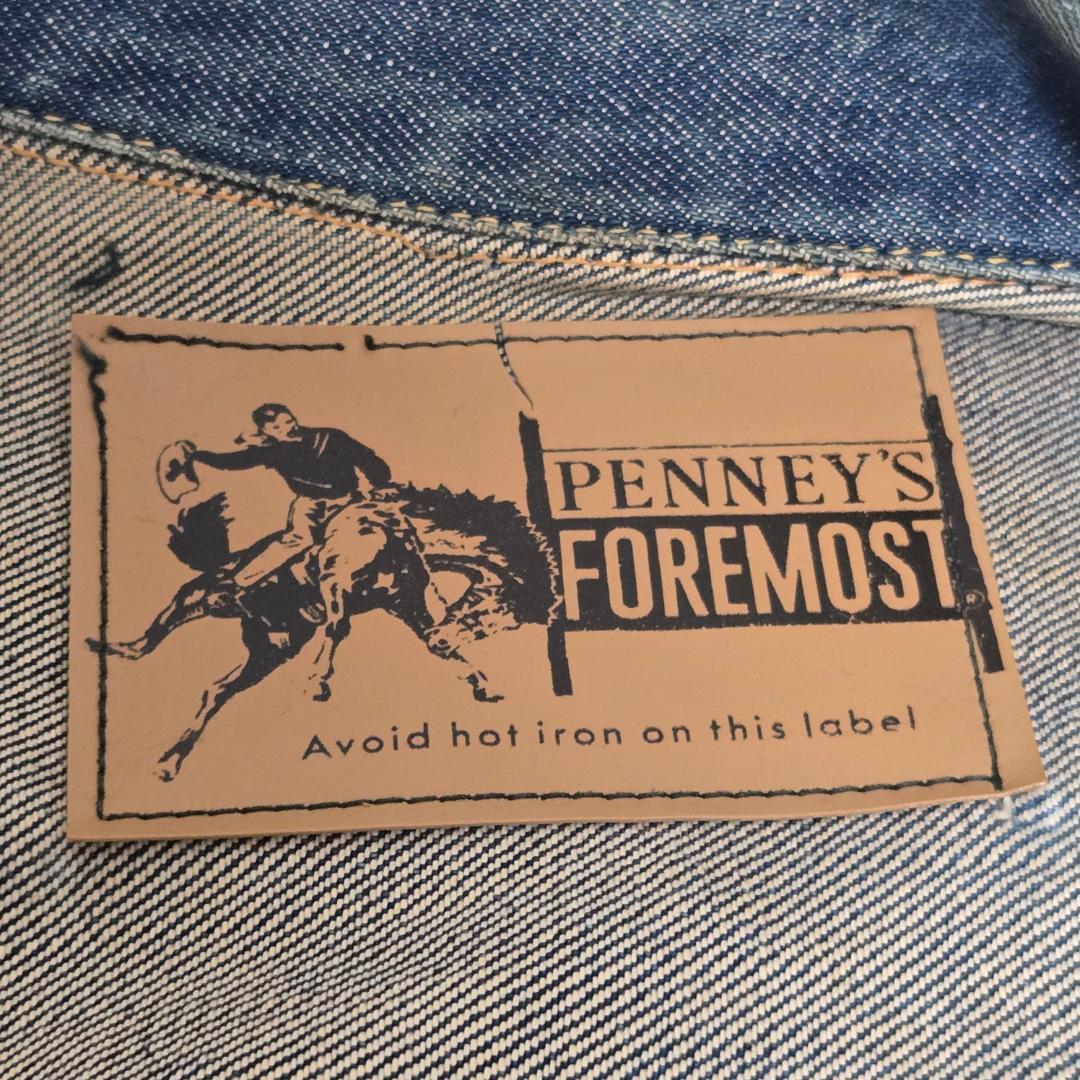 PENNEY'S
FOREMOST
Avoid hot iron on this label